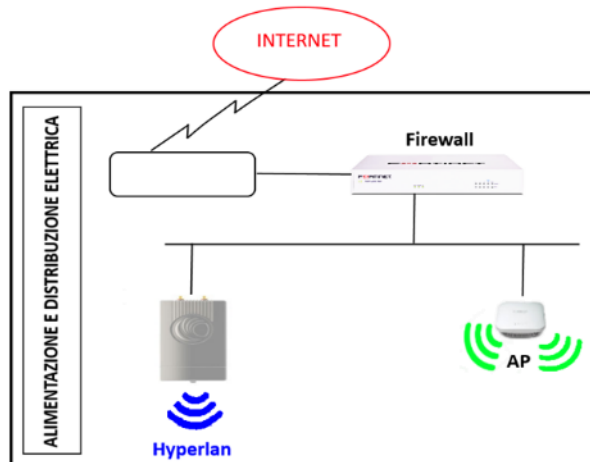 INTERNET
ALIMENTAZIONE E DISTRIBUZIONE ELETTRICA
Firewall
FORTINET
Hyperlan
AP